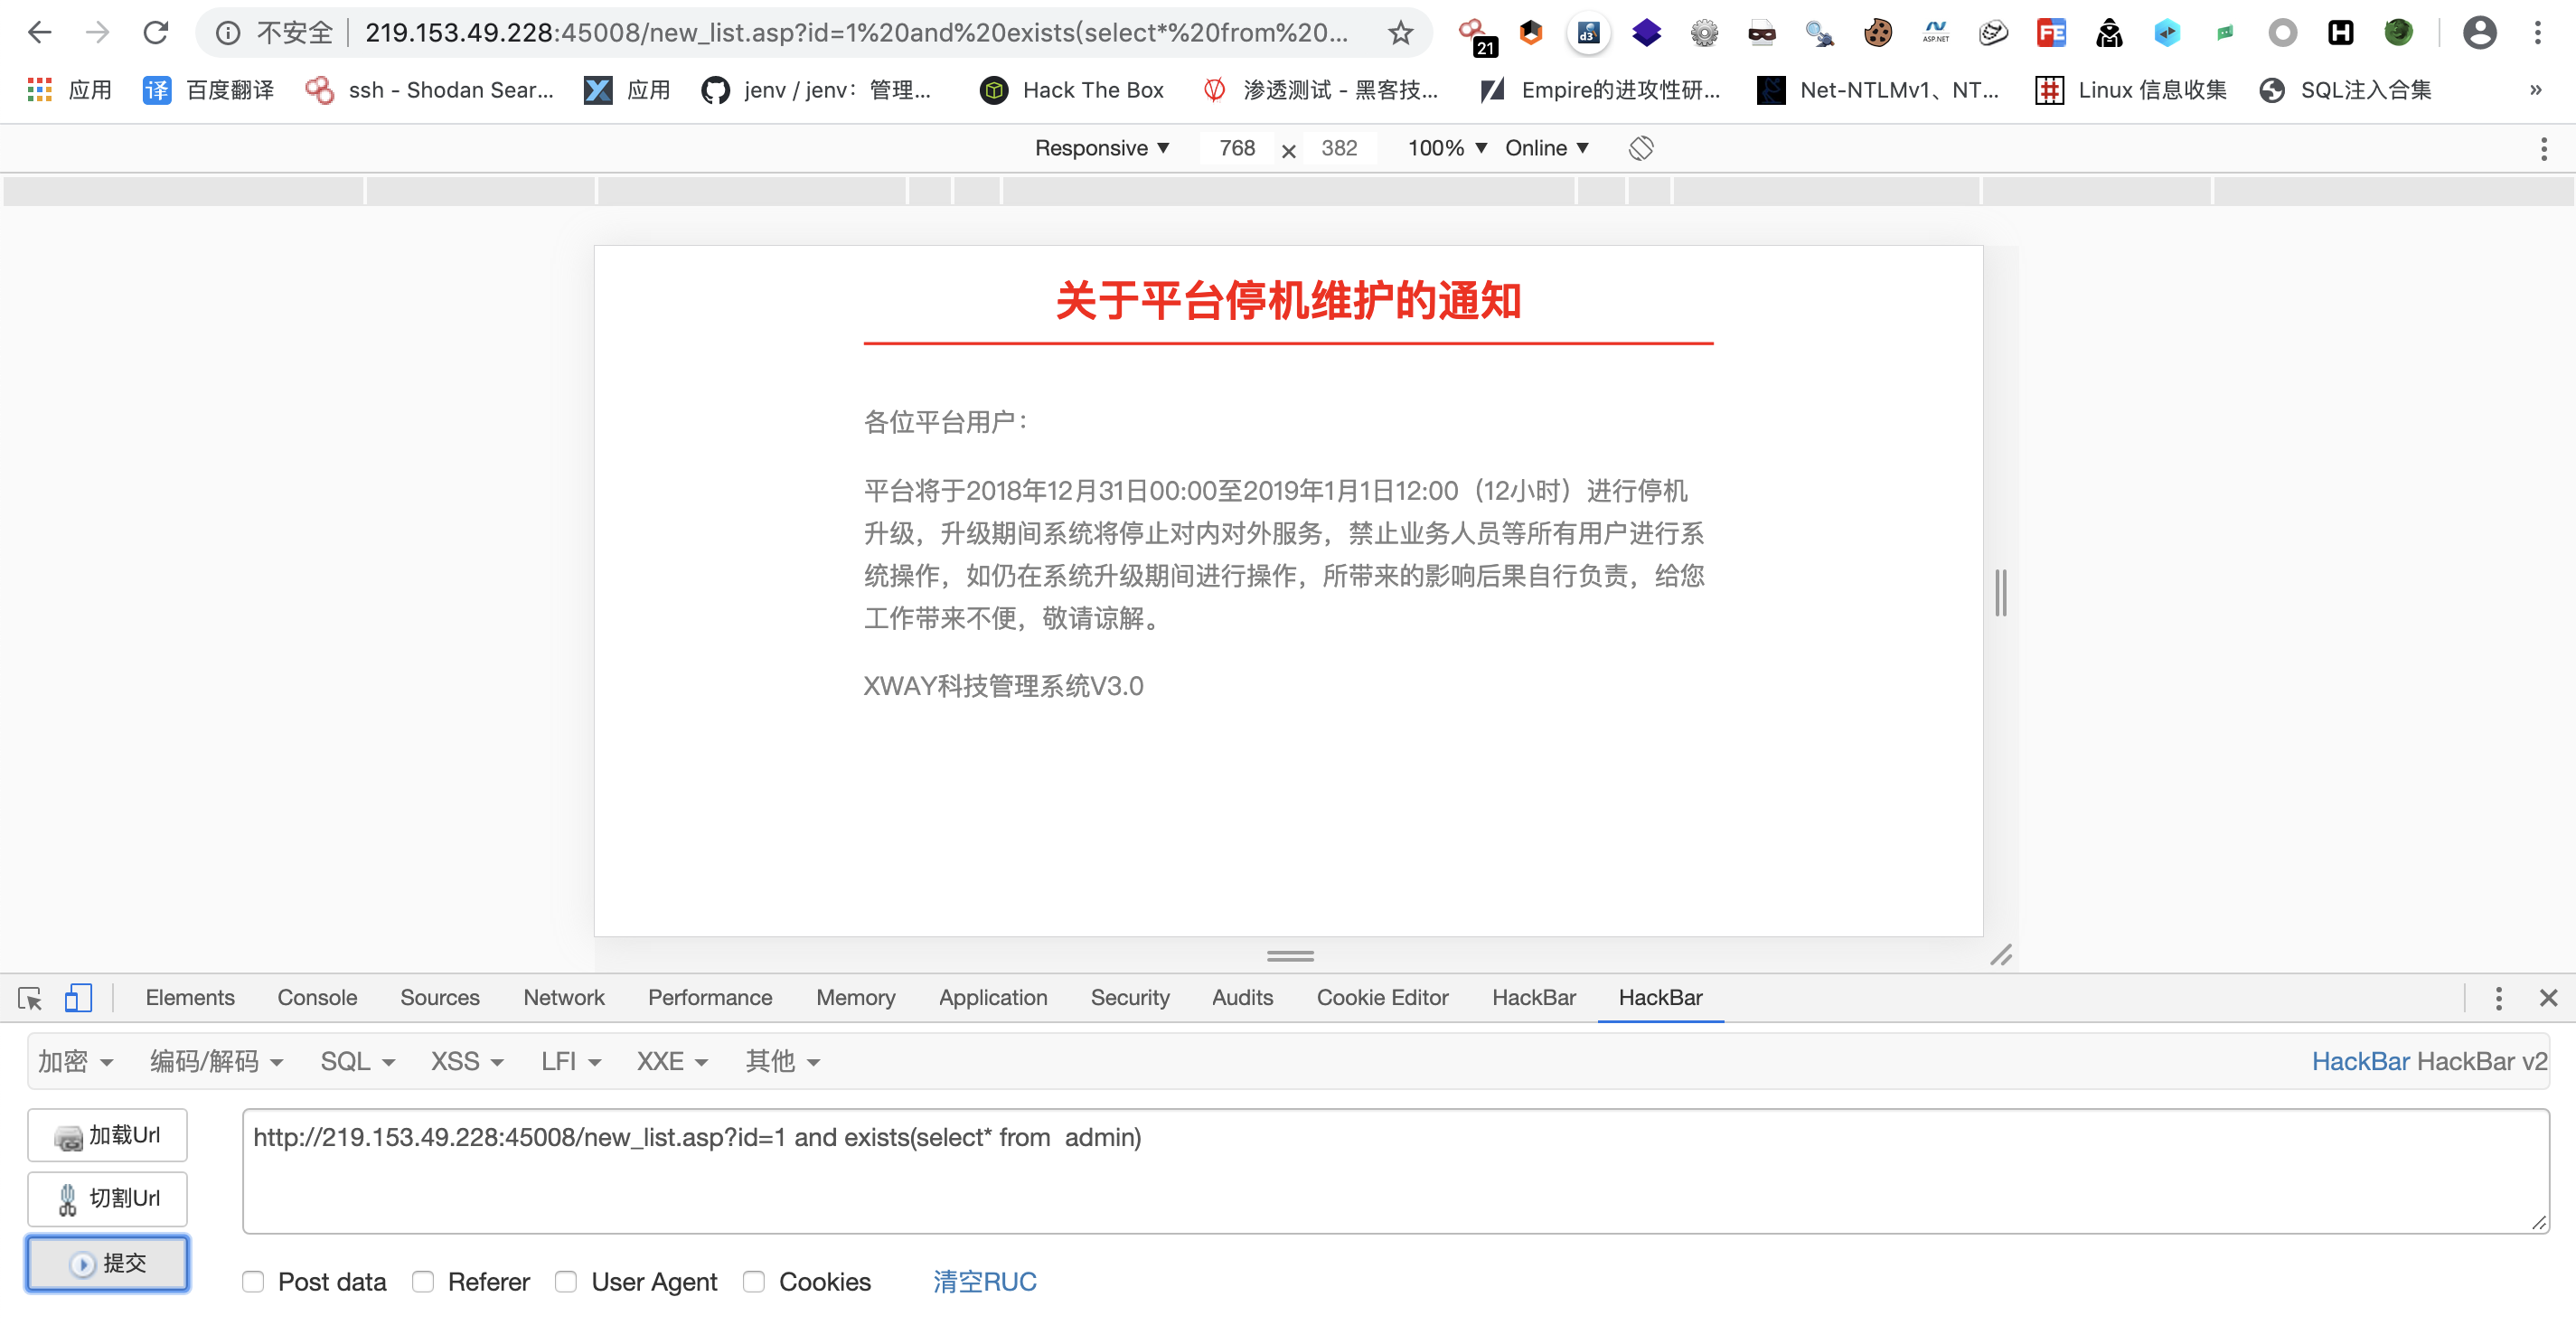 不安全 219.153.49.228:45008/new_list.asp?id=1%20and%20exists(select*%20from%20... 21 d3 FE ASP.NET H
应用 译 百度翻译 ssh - Shodan Sear... 应用 jenv / jenv：管理... Hack The Box 渗透测试 - 黑客技... Empire的进攻性研... Net-NTLMv1、NT... Linux 信息收集 SQL注入合集 »
Responsive ▼ 768 × 382 100% ▼ Online ▼
关于平台停机维护的通知
各位平台用户：
平台将于2018年12月31日00:00至2019年1月1日12:00（12小时）进行停机
升级，升级期间系统将停止对内对外服务，禁止业务人员等所有用户进行系
统操作，如仍在系统升级期间进行操作，所带来的影响后果自行负责，给您
工作带来不便，敬请谅解。
XWAY科技管理系统V3.0
Elements Console Sources Network Performance Memory Application Security Audits Cookie Editor HackBar HackBar
加密 编码/解码 SQL XSS LFI XXE 其他 HackBar HackBar v2
加载Url
http://219.153.49.228:45008/new_list.asp?id=1 and exists(select* from  admin)
切割Url
提交
Post data Referer User Agent Cookies 清空RUC